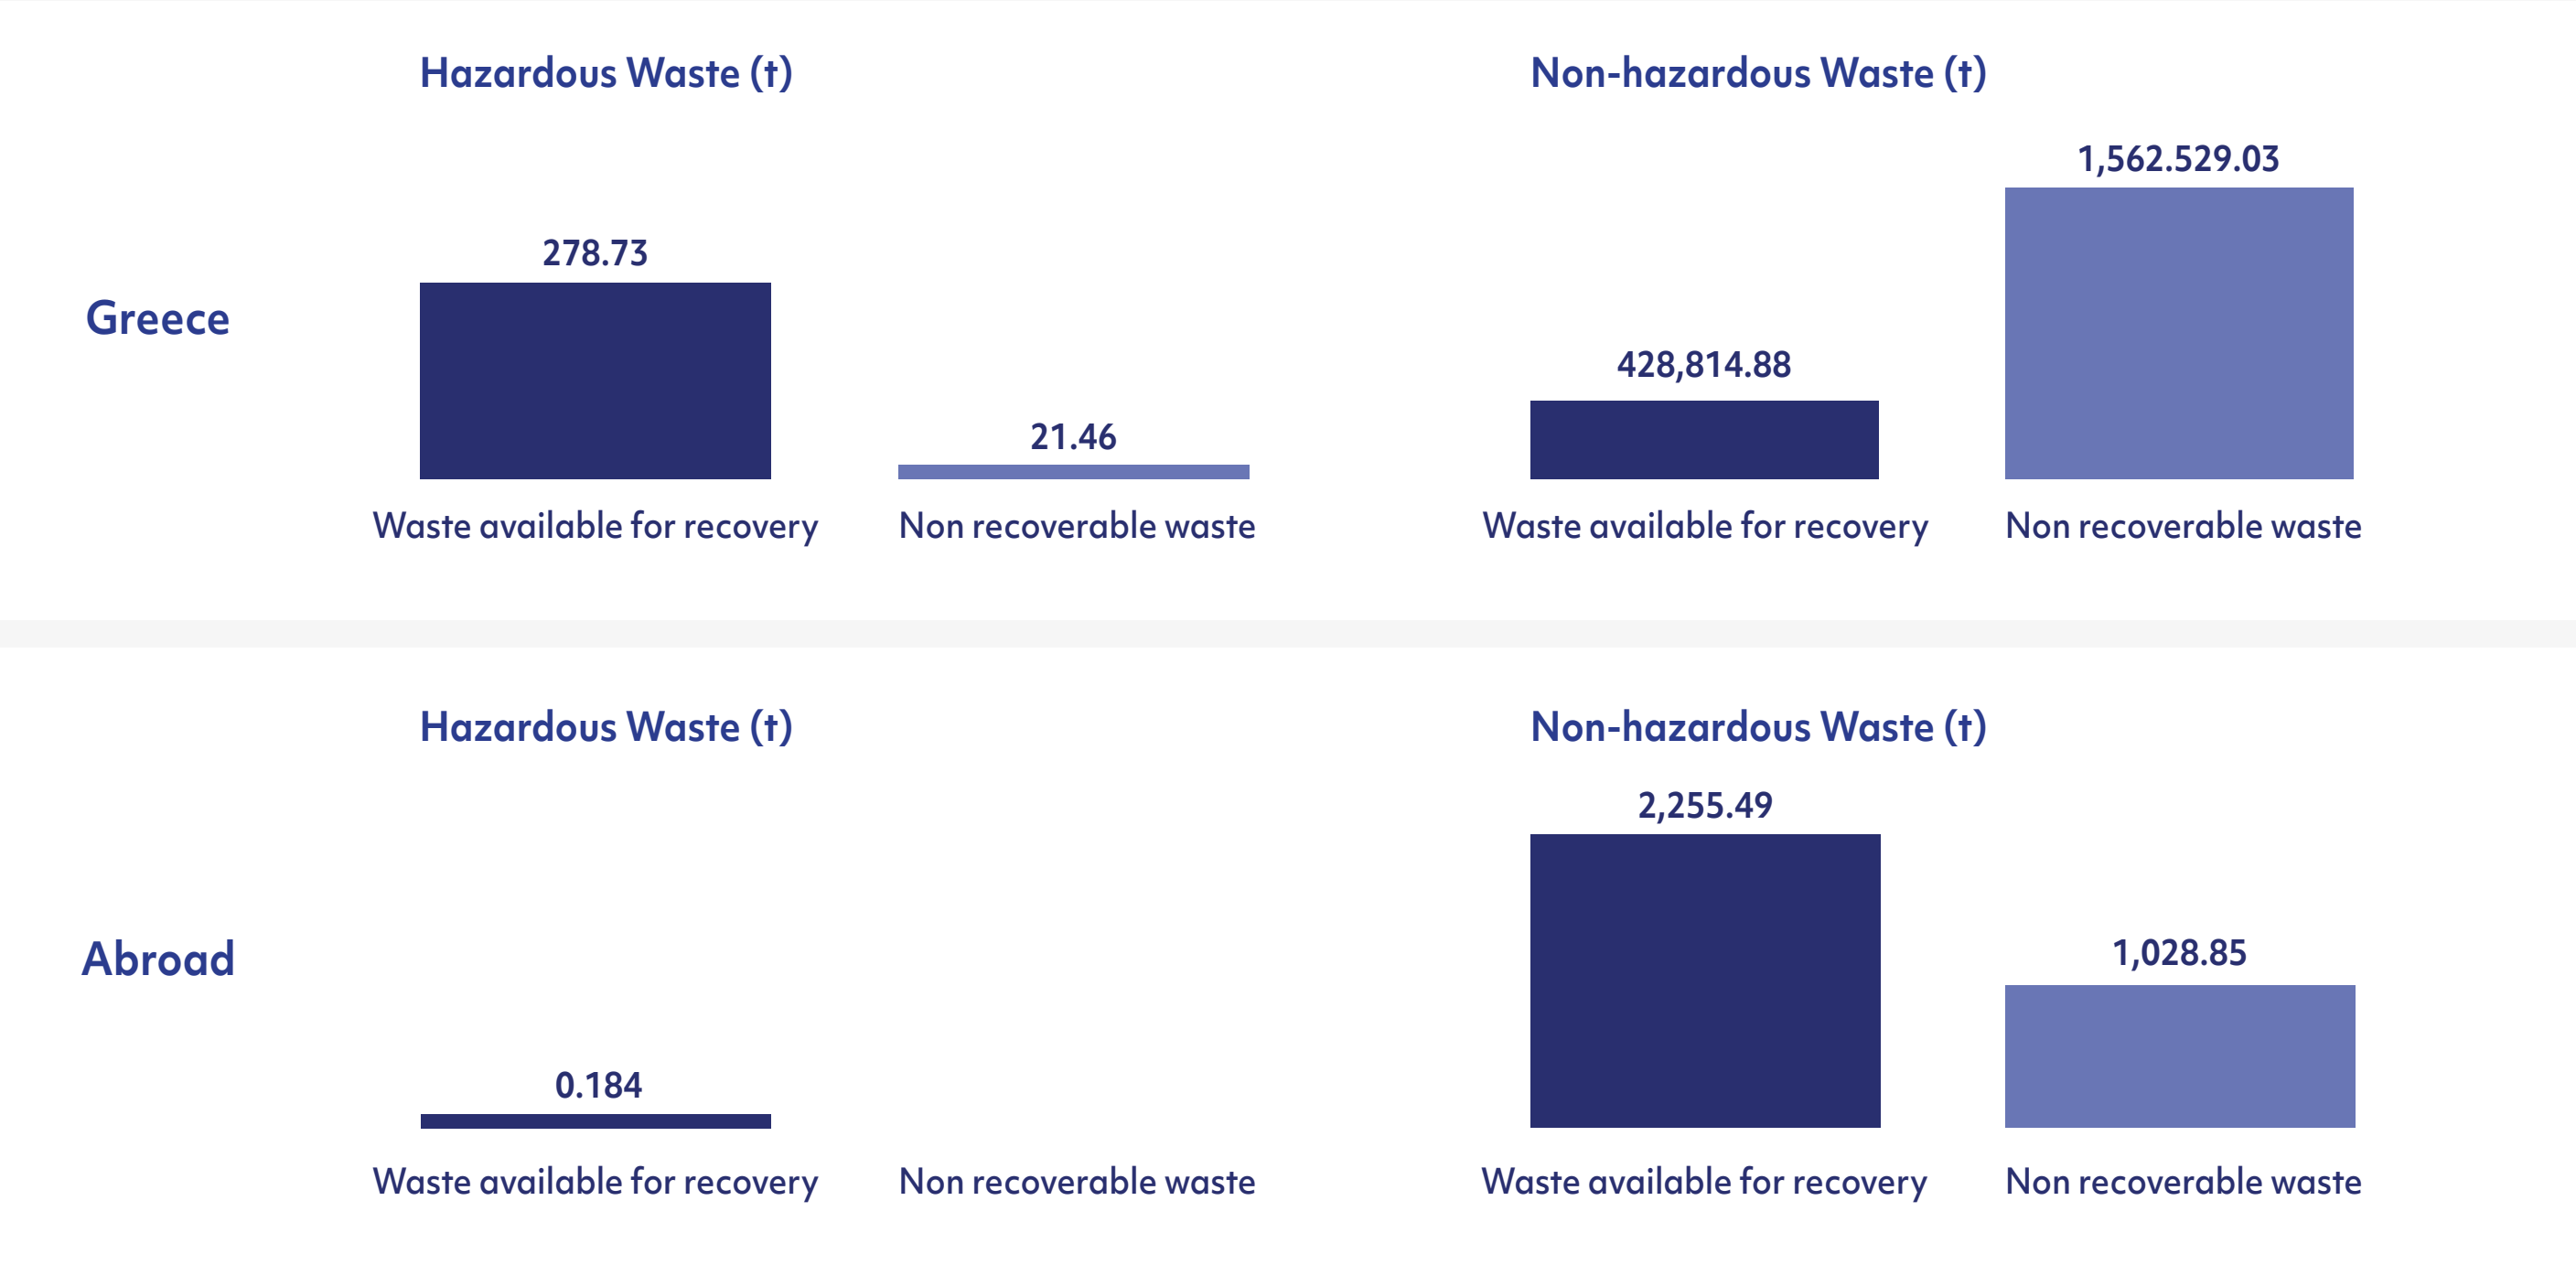 Hazardous Waste (t)
Non-hazardous Waste (t)
Greece
278.73
21.46
428,814.88
1,562.529.03
Waste available for recovery
Non recoverable waste
Waste available for recovery
Non recoverable waste
Hazardous Waste (t)
Non-hazardous Waste (t)
Abroad
0.184
2,255.49
1,028.85
Waste available for recovery
Non recoverable waste
Waste available for recovery
Non recoverable waste